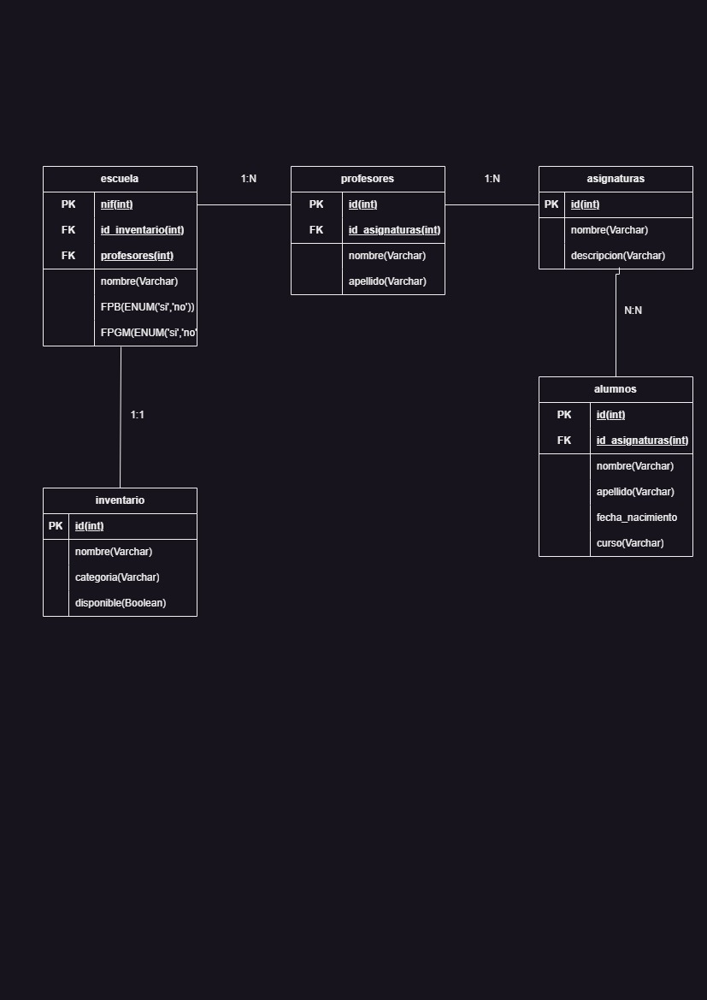 escuela
PK nif(int)
FK id_inventario(int)
FK profesores(int)
nombre(Varchar)
FPB(ENUM('si','no'))
FPGM(ENUM('si','no'
1:N
profesores
PK id(int)
FK id_asignaturas(int)
nombre(Varchar)
apellido(Varchar)
1:N
asignaturas
PK id(int)
nombre(Varchar)
descripcion(Varchar)
N:N
alumnos
PK id(int)
FK id_asignaturas(int)
nombre(Varchar)
apellido(Varchar)
fecha_nacimiento
curso(Varchar)
1:1
inventario
PK id(int)
nombre(Varchar)
categoria(Varchar)
disponible(Boolean)